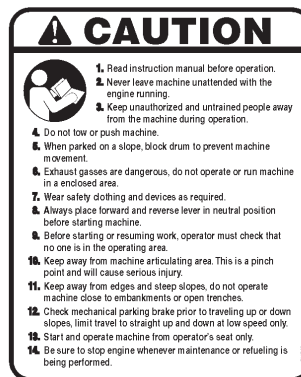 CAUTION
1. Read instruction manual before operation.
2. Never leave machine unattended with the
engine running.
3. Keep unauthorized and untrained people away
from the machine during operation.
4. Do not tow or push machine.
5. When parked on a slope, block drum to prevent machine
movement.
6. Exhaust gasses are dangerous, do not operate or run machine
in a enclosed area.
7. Wear safety clothing and devices as required.
8. Always place forward and reverse lever in neutral position
before starting machine.
9. Before starting or resuming work, operator must check that
no one is in the operating area.
10. Keep away from machine articulating area. This is a pinch
point and will cause serious injury.
11. Keep away from edges and steep slopes, do not operate
machine close to embankments or open trenches.
12. Check mechanical parking brake prior to traveling up or down
slopes, limit travel to straight up and down at low speed only.
13. Start and operate machine from operator's seat only.
14. Be sure to stop engine whenever maintenance or refueling is
being performed.